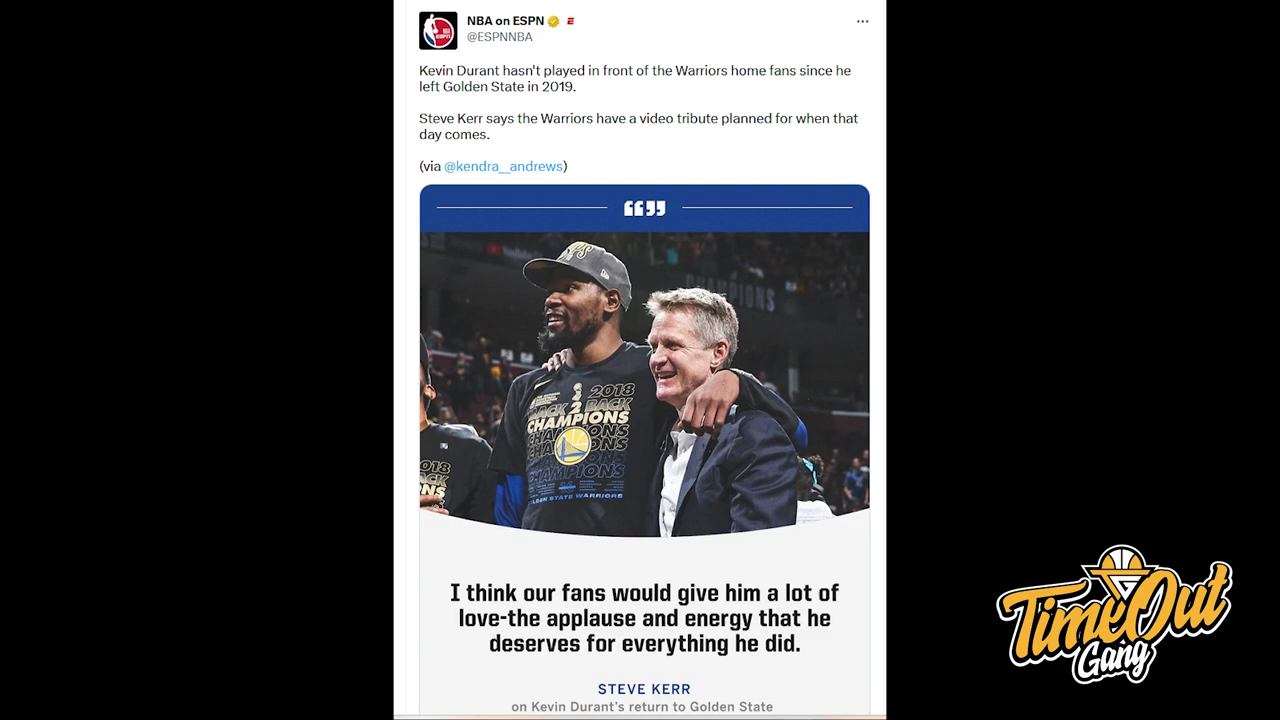 NBA on ESPN
@ESPNNBA
Kevin Durant hasn't played in front of the Warriors home fans since he
left Golden State in 2019.
Steve Kerr says the Warriors have a video tribute planned for when that
day comes.
(via @kendra__andrews)
CHAMPIONS
2018
BACK 2 BACK
CHAMPIONS
GOLDEN STATE WARRIORS
2018
I think our fans would give him a lot of
love-the applause and energy that he
deserves for everything he did.
STEVE KERR
on Kevin Durant's return to Golden State
TimeOut
Gang